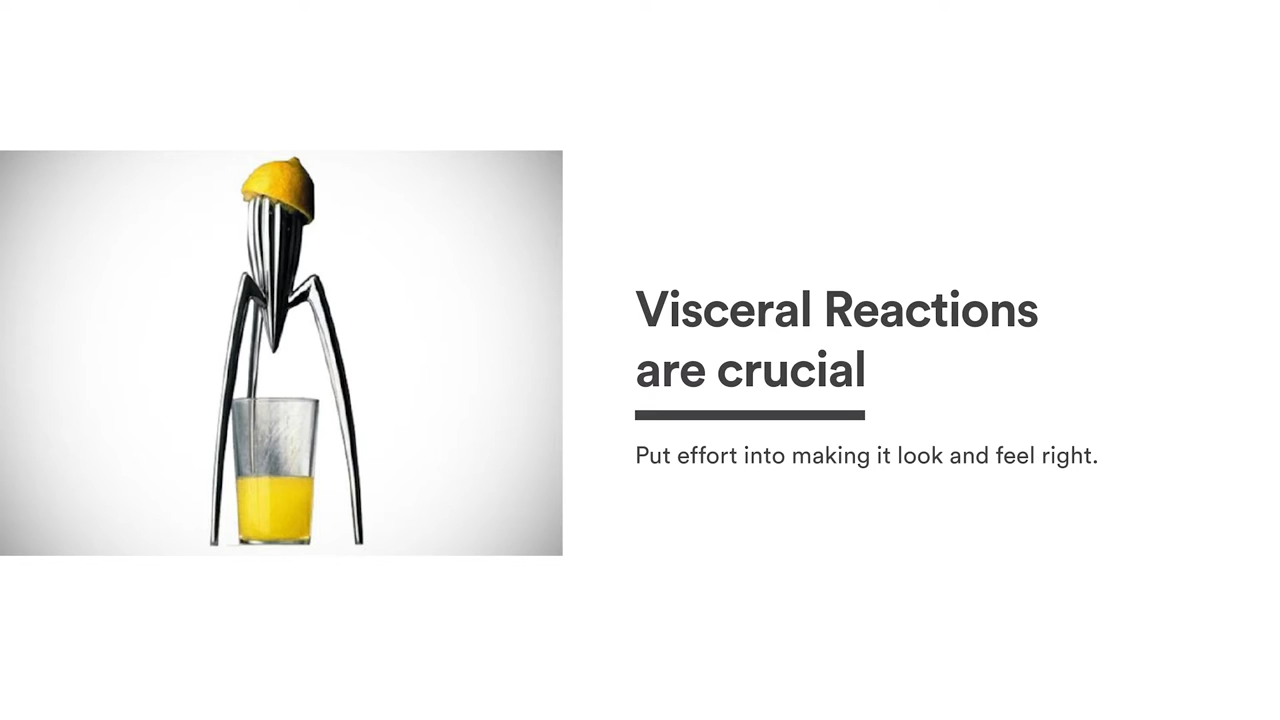 Visceral Reactions
are crucial
Put effort into making it look and feel right.